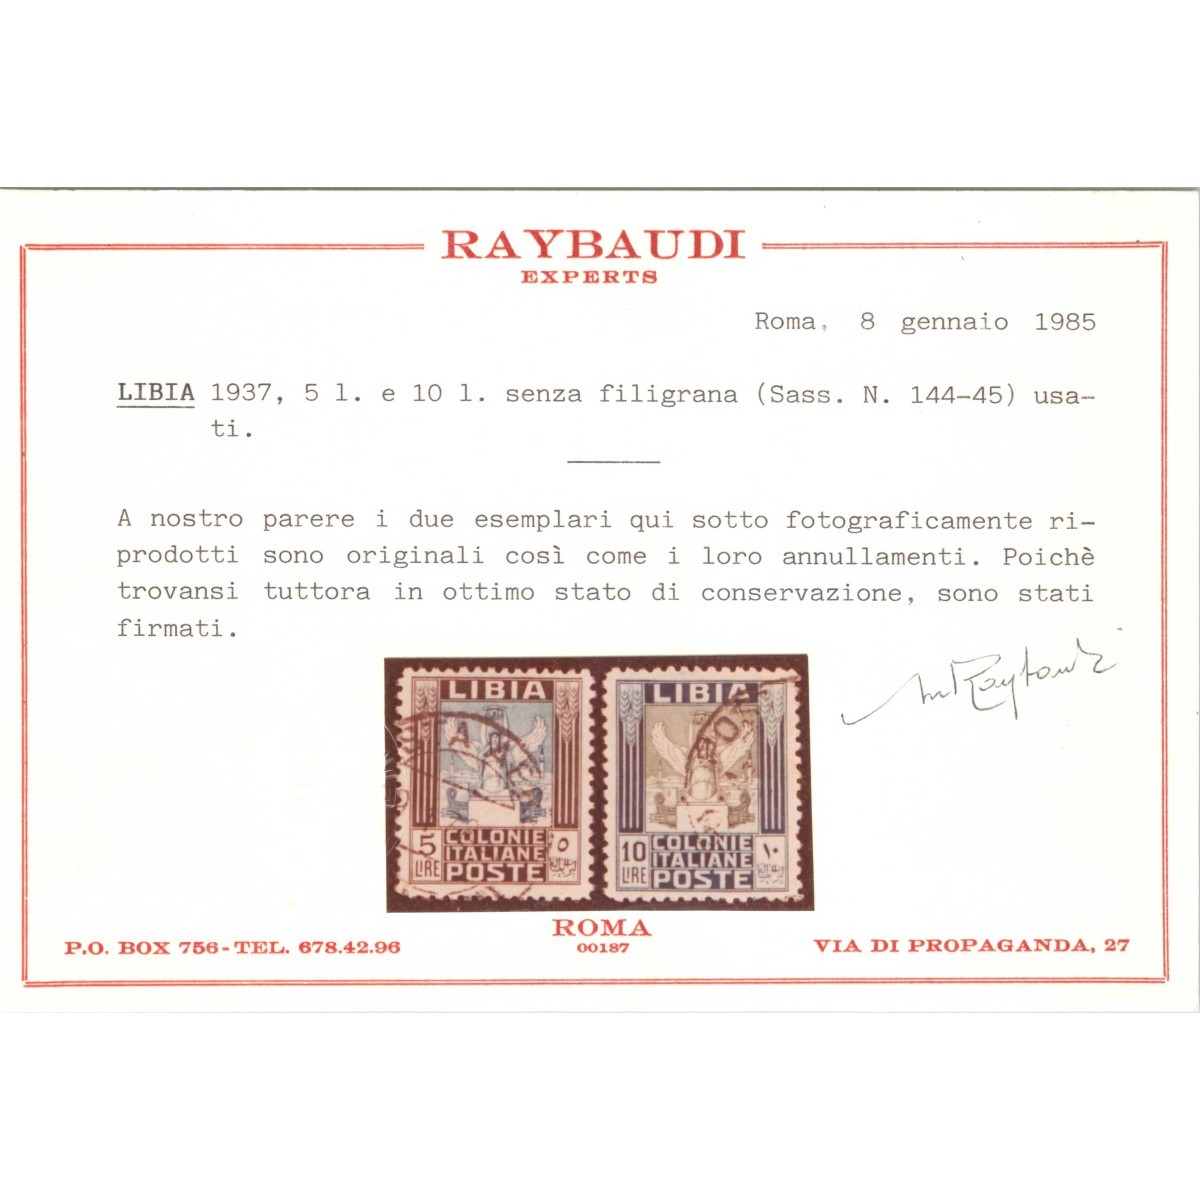 RAYBAUDI
EXPERTS
Roma, 8 gennaio 1985
LIBIA 1937, 5 l. e 10 l. senza filigrana (Sass. N. 144-45) usa-
ti.
A nostro parere i due esemplari qui sotto fotograficamente ri-
prodotti sono originali così come i loro annullamenti. Poichè
trovansi tuttora in ottimo stato di conservazione, sono stati
firmati.
LIBIA
5
LIRE
COLONIE
ITALIANE
POSTE
٥
LIBIA
10
LIRE
COLONIE
ITALIANE
POSTE
١٠
ROMA
00187
P.O. BOX 756-TEL. 678.42.96
VIA DI PROPAGANDA, 27